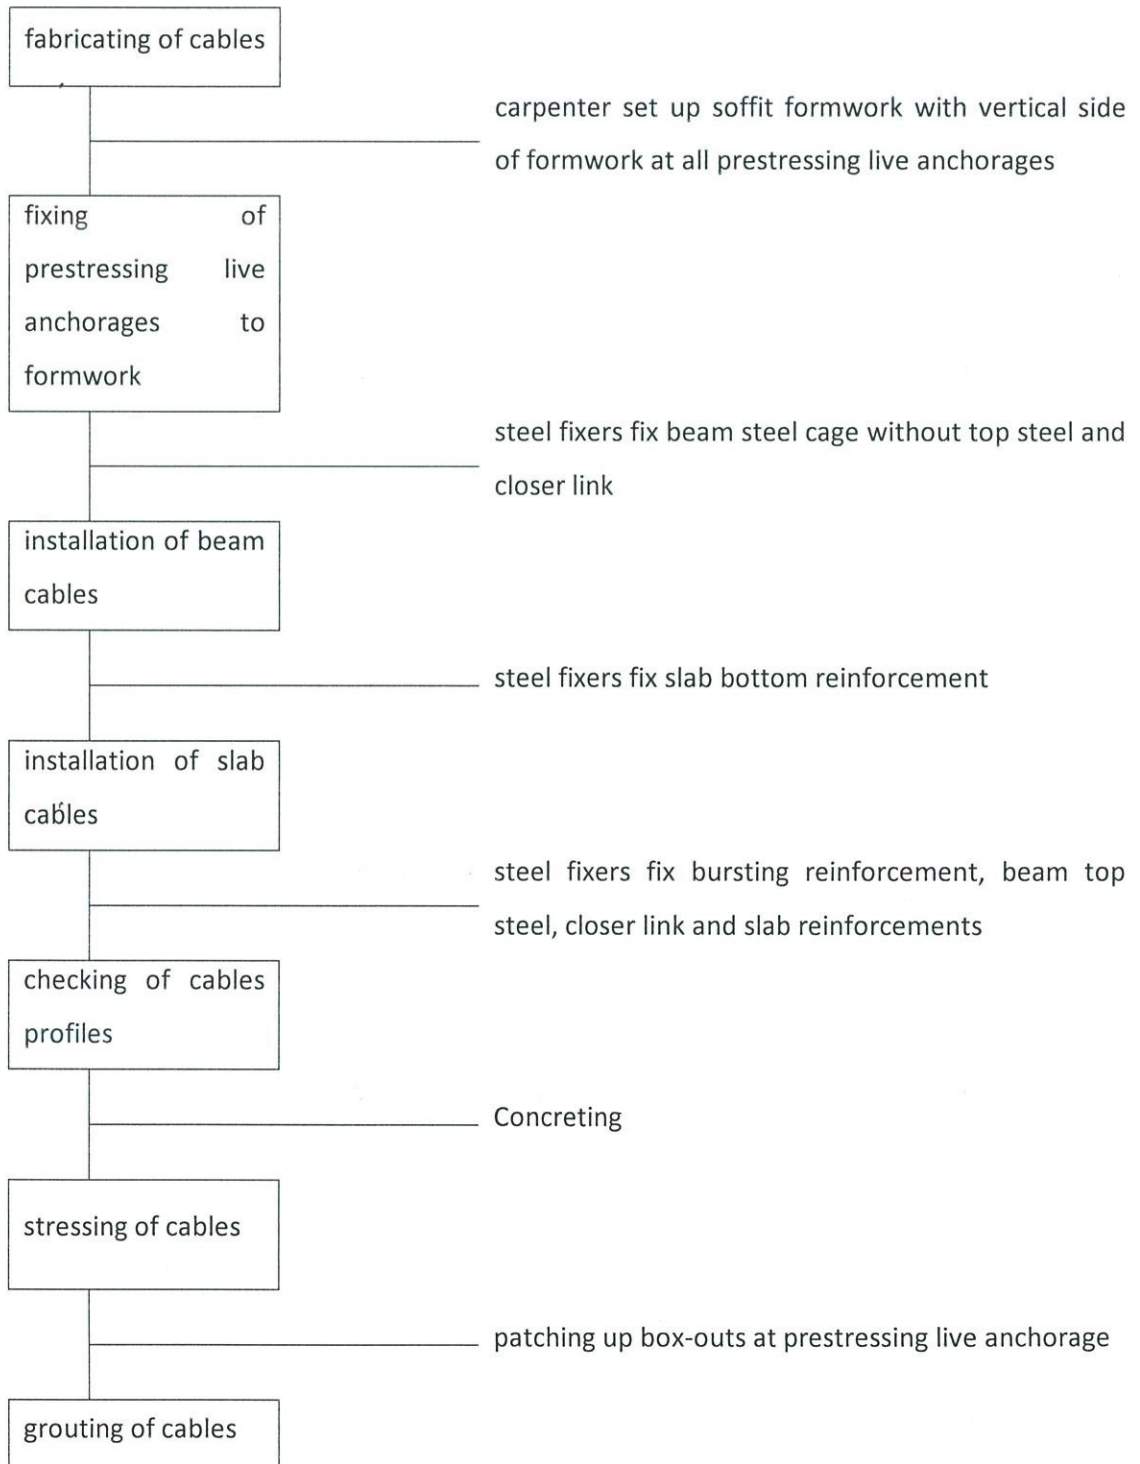 fabricating of cables
carpenter set up soffit formwork with vertical side
of formwork at all prestressing live anchorages
fixing of
prestressing live
anchorages to
formwork
steel fixers fix beam steel cage without top steel and
closer link
installation of beam
cables
steel fixers fix slab bottom reinforcement
installation of slab
cables
steel fixers fix bursting reinforcement, beam top
steel, closer link and slab reinforcements
checking of cables
profiles
Concreting
stressing of cables
patching up box-outs at prestressing live anchorage
grouting of cables